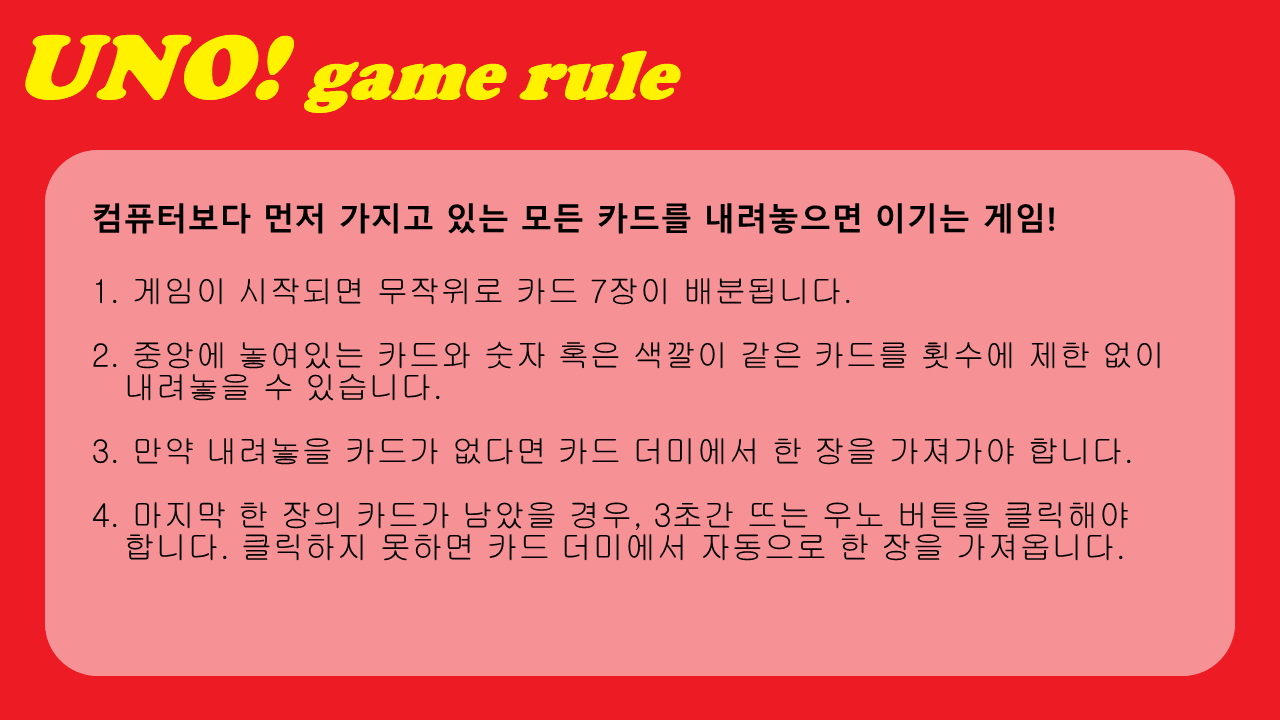 UNO! game rule
컴퓨터보다 먼저 가지고 있는 모든 카드를 내려놓으면 이기는 게임!
1. 게임이 시작되면 무작위로 카드 7장이 배분됩니다.
2. 중앙에 놓여있는 카드와 숫자 혹은 색깔이 같은 카드를 횟수에 제한 없이
내려놓을 수 있습니다.
3. 만약 내려놓을 카드가 없다면 카드 더미에서 한 장을 가져가야 합니다.
4. 마지막 한 장의 카드가 남았을 경우, 3초간 뜨는 우노 버튼을 클릭해야
합니다. 클릭하지 못하면 카드 더미에서 자동으로 한 장을 가져옵니다.